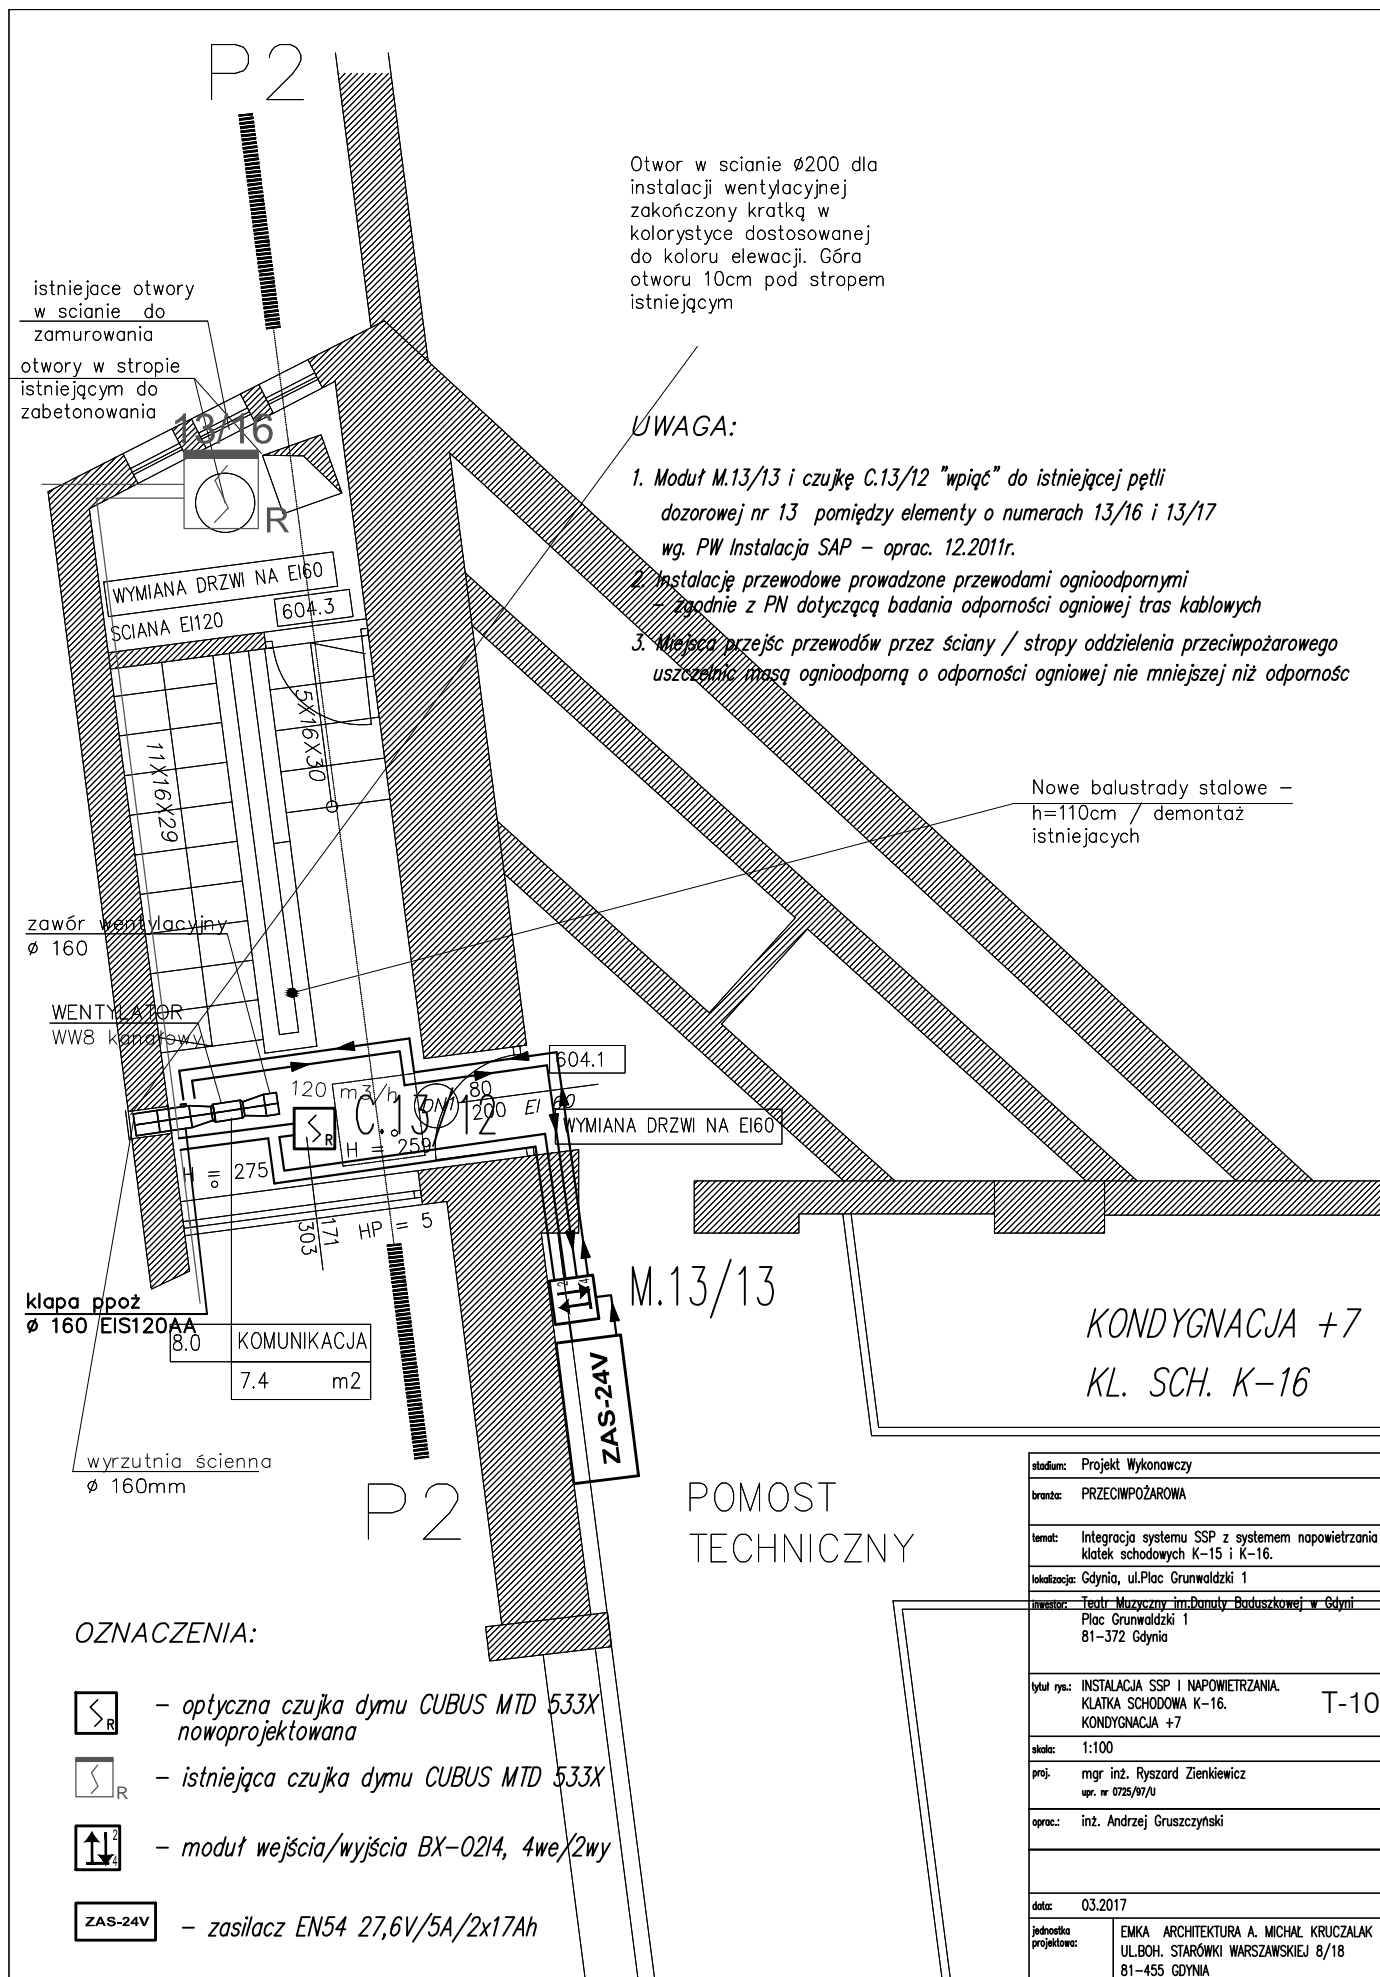 P2
Otwor w scianie ø200 dla
instalacji wentylacyjnej
zakończony kratką w
kolorystyce dostosowanej
do koloru elewacji. Góra
otworu 10cm pod stropem
istniejącym
istniejace otwory
w scianie do
zamurowania
otwory w stropie
istniejącym do
zabetonowania
13/16
R
UWAGA:
1. Moduł M.13/13 i czujkę C.13/12 "wpiąć" do istniejącej pętli
dozorowej nr 13 pomiędzy elementy o numerach 13/16 i 13/17
wg. PW Instalacja SAP – oprac. 12.2011r.
2. Instalację przewodowe prowadzone przewodami ognioodpornymi
– zgodnie z PN dotyczącą badania odporności ogniowej tras kablowych
3. Miejsca przejśc przewodów przez ściany / stropy oddzielenia przeciwpożarowego
uszczelnic masą ognioodporną o odporności ogniowej nie mniejszej niż odpornośc
WYMIANA DRZWI NA EI60
SCIANA EI120
604.3
5X16X30
11X16X29
Nowe balustrady stalowe –
h=110cm / demontaż
istniejacych
zawór wentylacyjny
ø 160
WENTYLATOR
WW8 kanałowy
604.1
120 m3/h
C.13/12
DN1
80
200
EI 60
WYMIANA DRZWI NA EI60
R
H = 259
H = 275
HP = 5
171
303
M.13/13
2
4
ZAS-24V
klapa ppoż
ø 160 EIS120AA
8.0 KOMUNIKACJA
7.4 m2
KONDYGNACJA +7
KL. SCH. K–16
wyrzutnia ścienna
ø 160mm
P2
POMOST
TECHNICZNY
OZNACZENIA:
R
– optyczna czujka dymu CUBUS MTD 533X
nowoprojektowana
R
– istniejąca czujka dymu CUBUS MTD 533X
2
4
– moduł wejścia/wyjścia BX–O2I4, 4we/2wy
ZAS-24V
– zasilacz EN54 27,6V/5A/2x17Ah
stadium: Projekt Wykonawczy
branża: PRZECIWPOŻAROWA
temat: Integracja systemu SSP z systemem napowietrzania
klatek schodowych K–15 i K–16.
lokalizacja: Gdynia, ul.Plac Grunwaldzki 1
inwestor: Teatr Muzyczny im.Danuty Baduszkowej w Gdyni
Plac Grunwaldzki 1
81–372 Gdynia
tytuł rys.: INSTALACJA SSP I NAPOWIETRZANIA.
KLATKA SCHODOWA K–16.
KONDYGNACJA +7
T-10
skala: 1:100
proj. mgr inż. Ryszard Zienkiewicz
upr. nr 0725/97/U
oprac.: inż. Andrzej Gruszczyński
data: 03.2017
jednostka
projektowa:
EMKA ARCHITEKTURA A. MICHAŁ KRUCZALAK
UL.BOH. STARÓWKI WARSZAWSKIEJ 8/18
81–455 GDYNIA